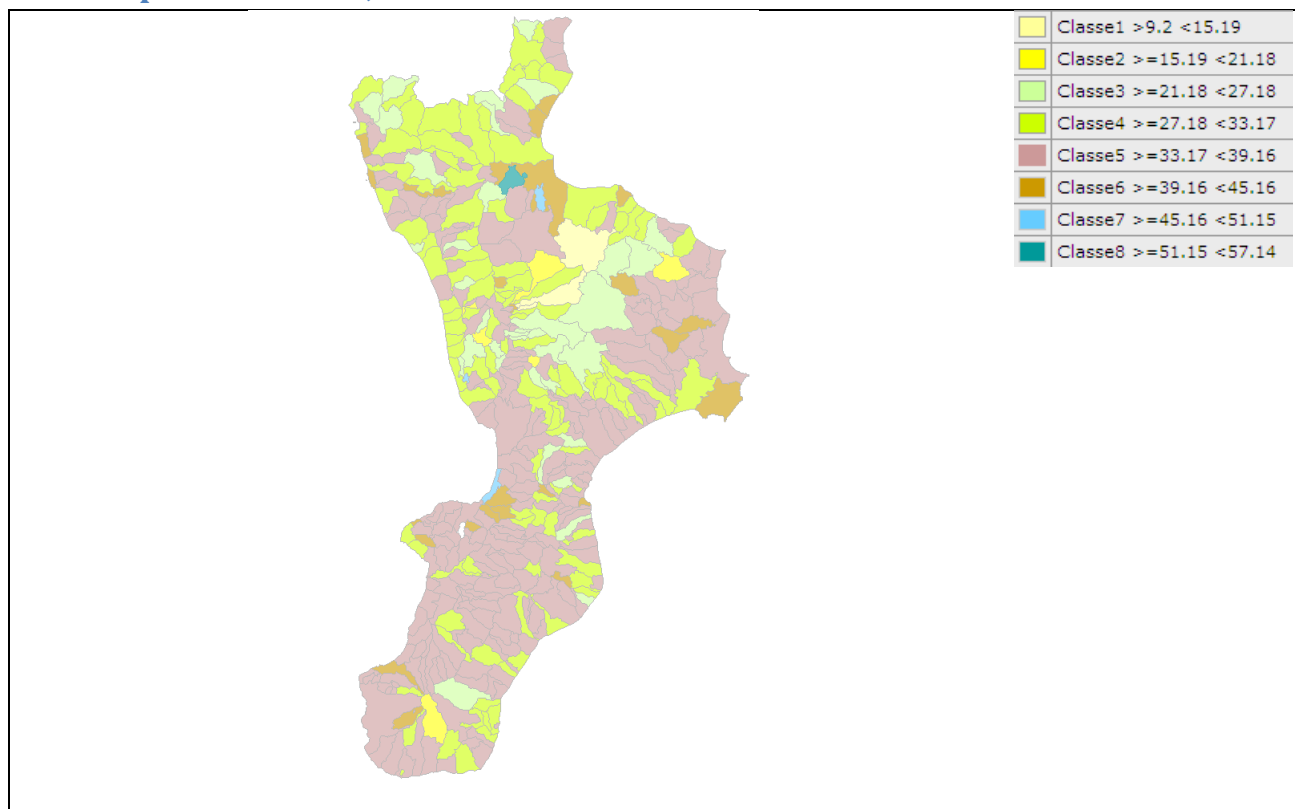 Classe1 >9.2 <15.19
Classe2 >=15.19 <21.18
Classe3 >=21.18 <27.18
Classe4 >=27.18 <33.17
Classe5 >=33.17 <39.16
Classe6 >=39.16 <45.16
Classe7 >=45.16 <51.15
Classe8 >=51.15 <57.14